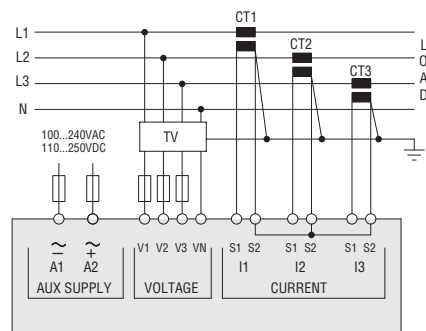 CT1
L1
CT2
L2
L
O
A
D
CT3
L3
N
100...240VAC
110...250VDC
TV
V1 V2 V3 VN
S1 S2 S1 S2 S1 S2
~ ~
− +
A1 A2
I1 I2 I3
AUX SUPPLY VOLTAGE CURRENT